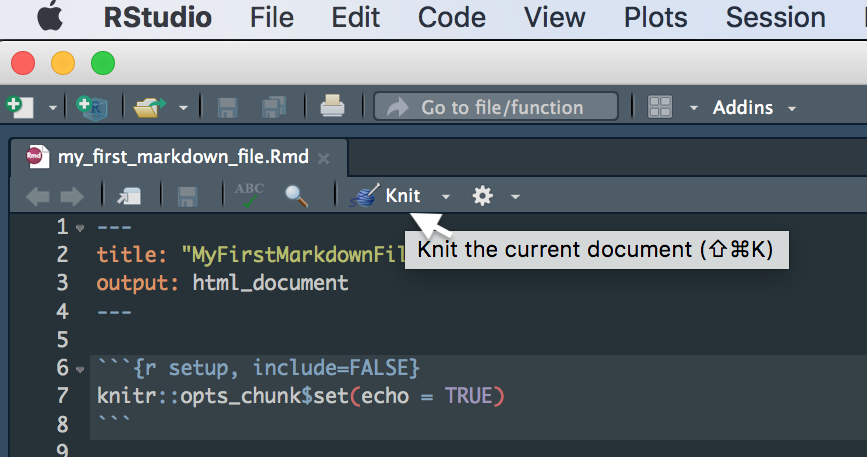 RStudio File Edit Code View Plots Session
Go to file/function Addins
Rmd my_first_markdown_file.Rmd
ABC Knit
Knit the current document (⇧⌘K)
1 ---
2 title: "MyFirstMarkdownFil
3 output: html_document
4 ---
5
6 ```{r setup, include=FALSE}
7 knitr::opts_chunk$set(echo = TRUE)
8 ```
9